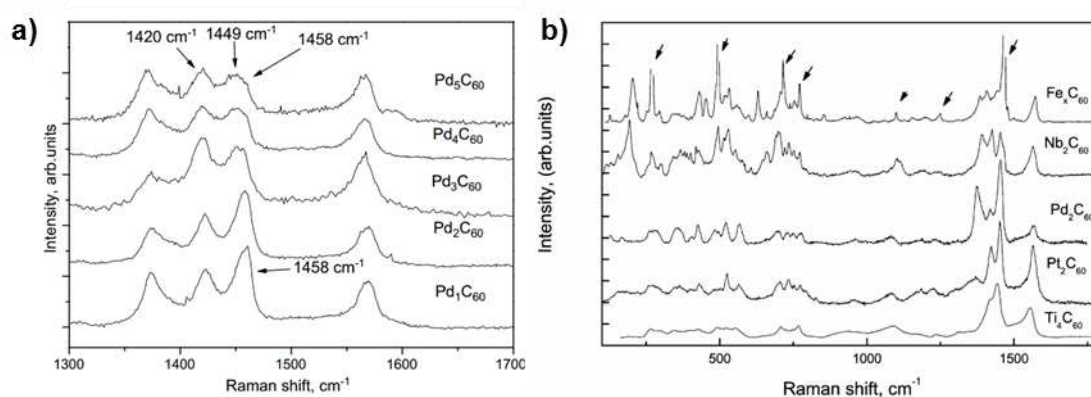 a)
1420 cm⁻¹
1449 cm⁻¹
1458 cm⁻¹
Pd₅C₆₀
Pd₄C₆₀
Pd₃C₆₀
Pd₂C₆₀
1458 cm⁻¹
Pd₁C₆₀
Intensity, arb.units
1300 1400 1500 1600 1700
Raman shift, cm⁻¹
b)
FeₓC₆₀
Nb₂C₆₀
Pd₂C₆₀
Pt₂C₆₀
Ti₄C₆₀
Intensity, (arb.units)
500 1000 1500
Raman shift, cm⁻¹